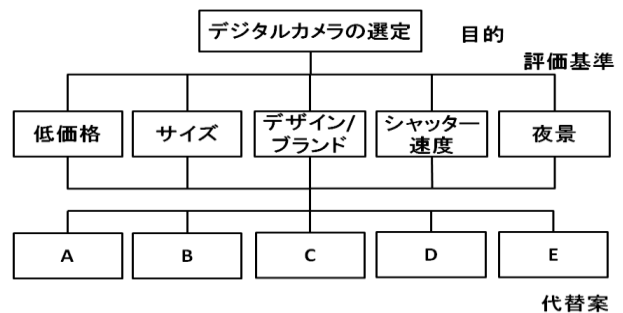 デジタルカメラの選定
目的
評価基準
低価格
サイズ
デザイン/
ブランド
シャッター
速度
夜景
A
B
C
D
E
代替案